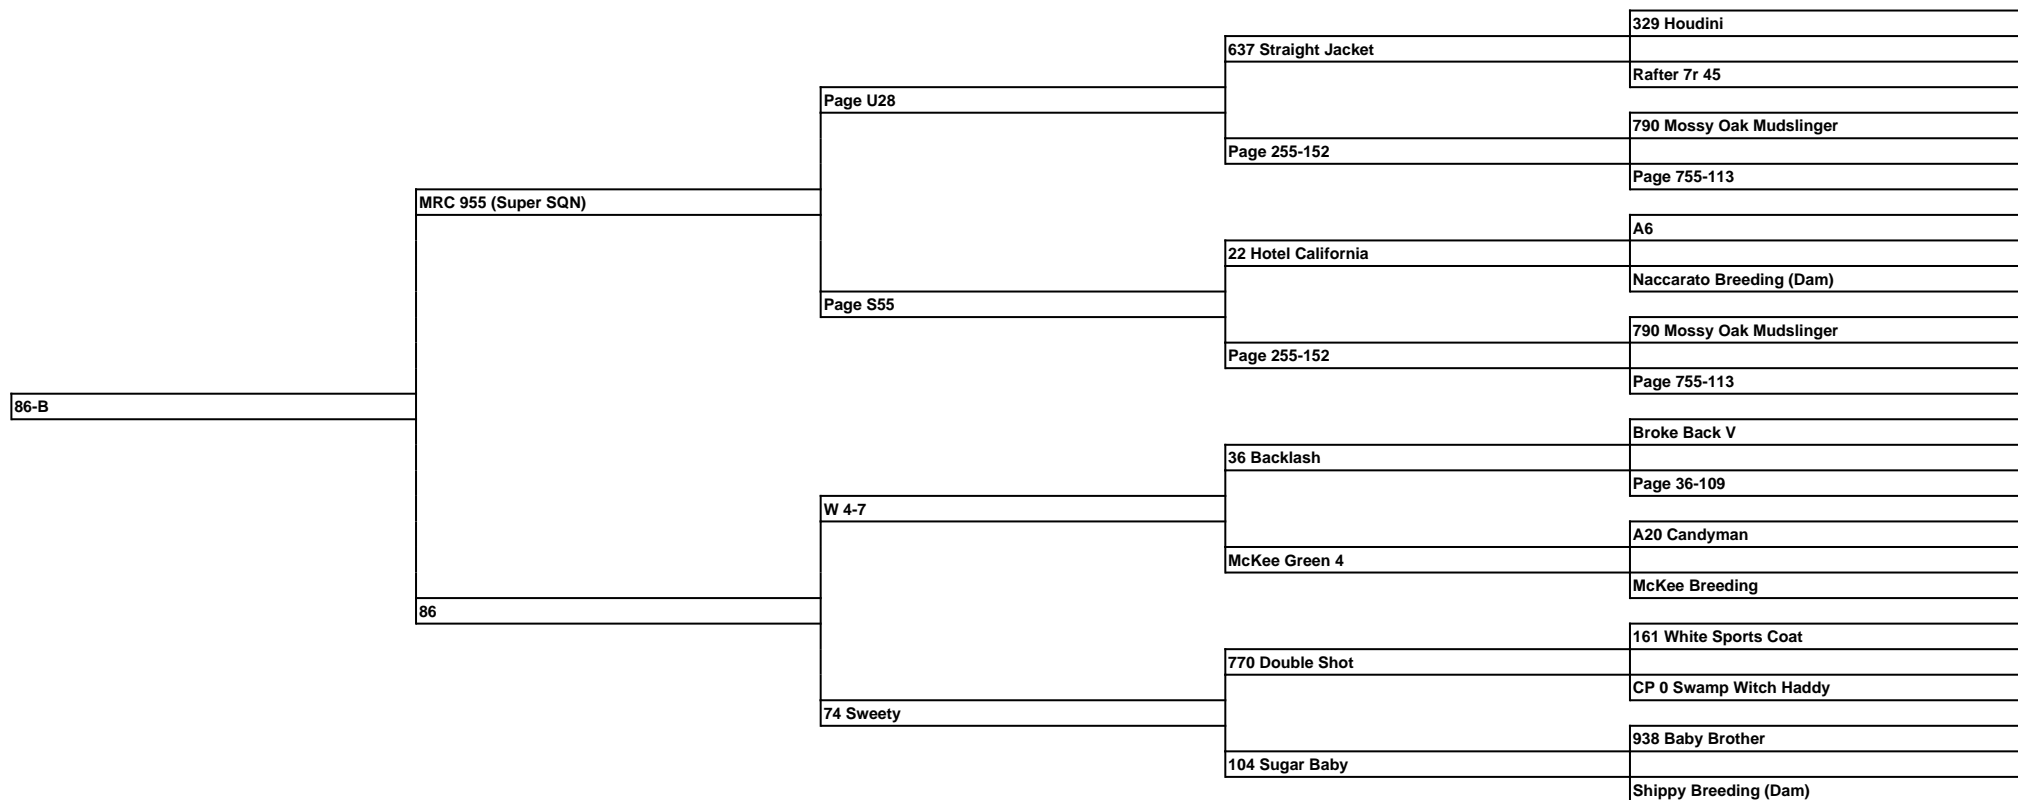 329 Houdini
637 Straight Jacket
Rafter 7r 45
Page U28
790 Mossy Oak Mudslinger
Page 255-152
Page 755-113
MRC 955 (Super SQN)
A6
22 Hotel California
Naccarato Breeding (Dam)
Page S55
790 Mossy Oak Mudslinger
Page 255-152
Page 755-113
86-B
Broke Back V
36 Backlash
Page 36-109
W 4-7
A20 Candyman
McKee Green 4
McKee Breeding
86
161 White Sports Coat
770 Double Shot
CP 0 Swamp Witch Haddy
74 Sweety
938 Baby Brother
104 Sugar Baby
Shippy Breeding (Dam)